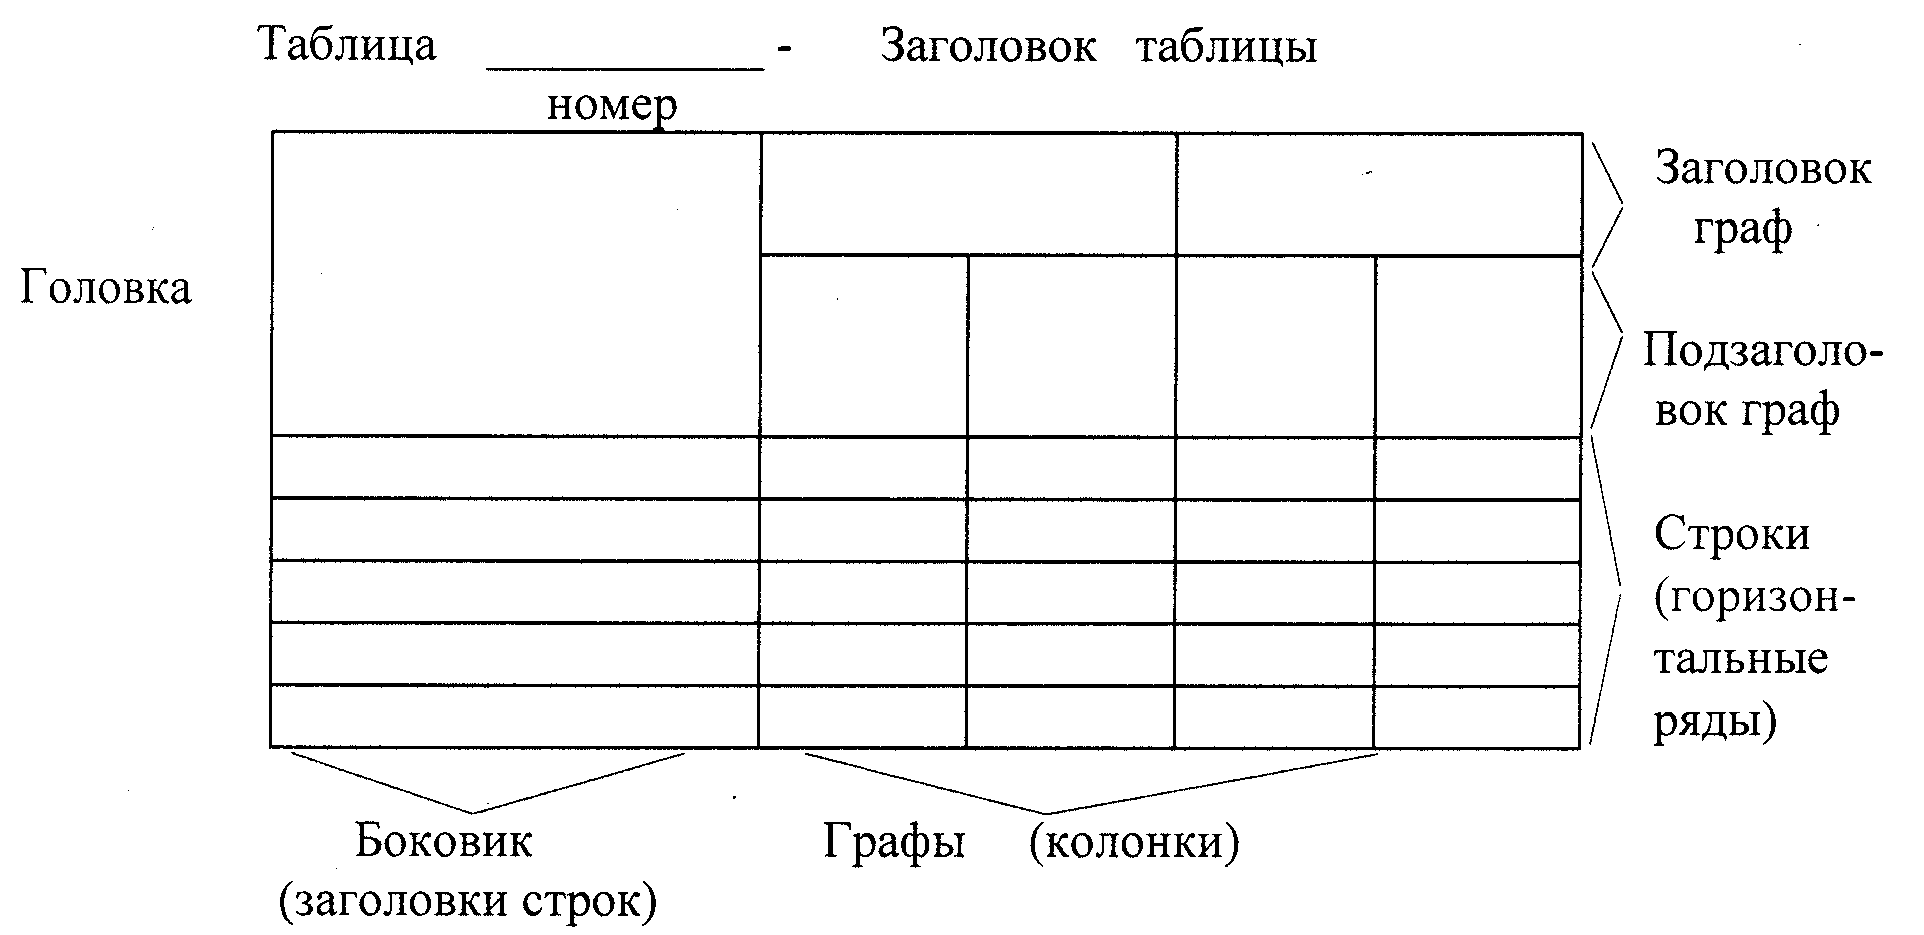 Таблица __________ - Заголовок таблицы
номер
Заголовок
граф
Головка
Подзаголо-
вок граф
Строки
(горизон-
тальные
ряды)
Боковик
(заголовки строк)
Графы (колонки)